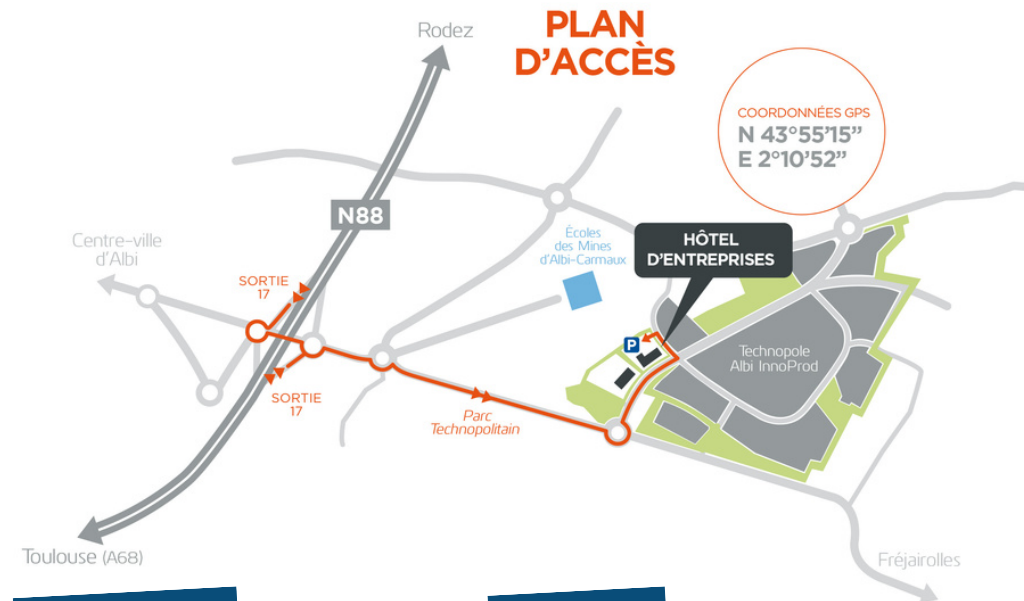 Rodez
PLAN
D'ACCÈS
COORDONNÉES GPS
N 43°55'15”
E 2°10'52”
N88
Centre-ville
d'Albi
Écoles
des Mines
d'Albi-Carmaux
HÔTEL
D'ENTREPRISES
SORTIE
17
P
Technopole
Albi InnoProd
SORTIE
17
Parc
Technopolitain
Toulouse (A68)
Fréjairolles